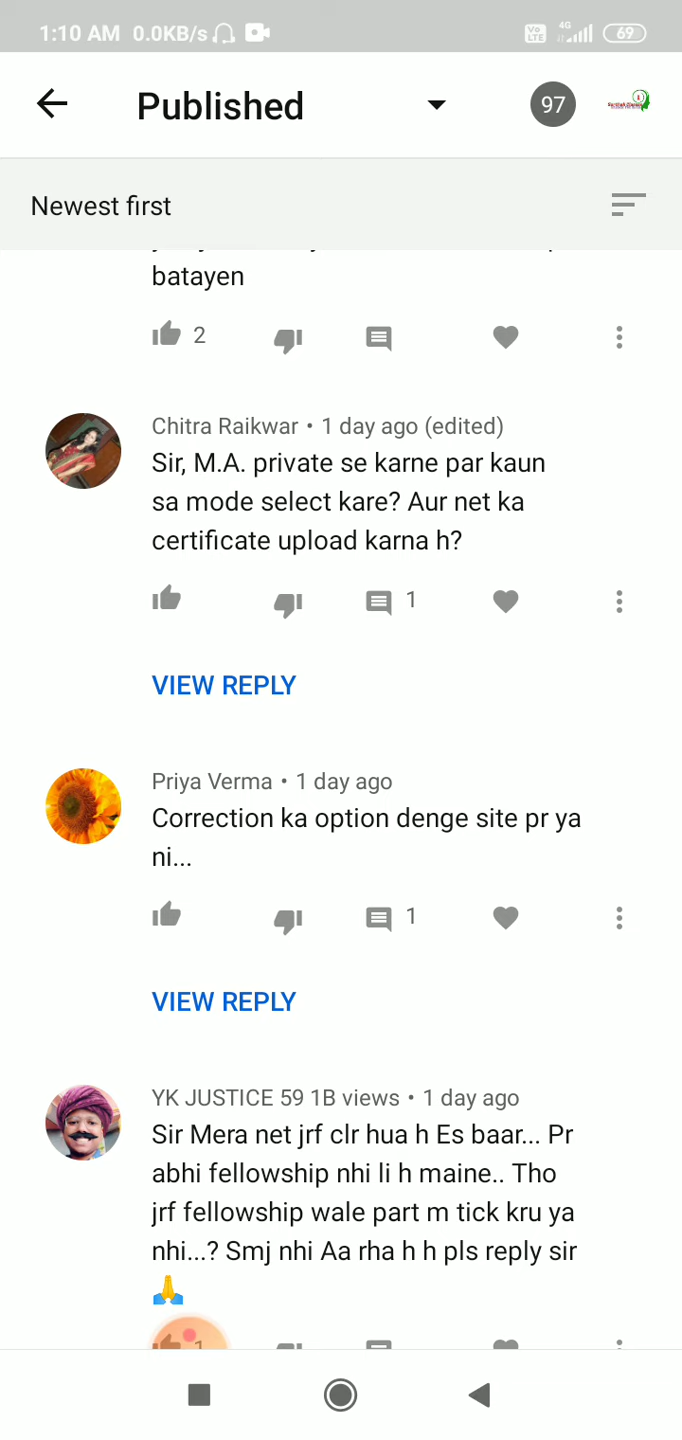 1:10 AM 0.0KB/s Vo LTE 4G 69
Published 97
Newest first
batayen
2
Chitra Raikwar • 1 day ago (edited)
Sir, M.A. private se karne par kaun
sa mode select kare? Aur net ka
certificate upload karna h?
1
VIEW REPLY
Priya Verma • 1 day ago
Correction ka option denge site pr ya
ni...
1
VIEW REPLY
YK JUSTICE 59 1B views • 1 day ago
Sir Mera net jrf clr hua h Es baar... Pr
abhi fellowship nhi li h maine.. Tho
jrf fellowship wale part m tick kru ya
nhi...? Smj nhi Aa rha h h pls reply sir
🙏
1